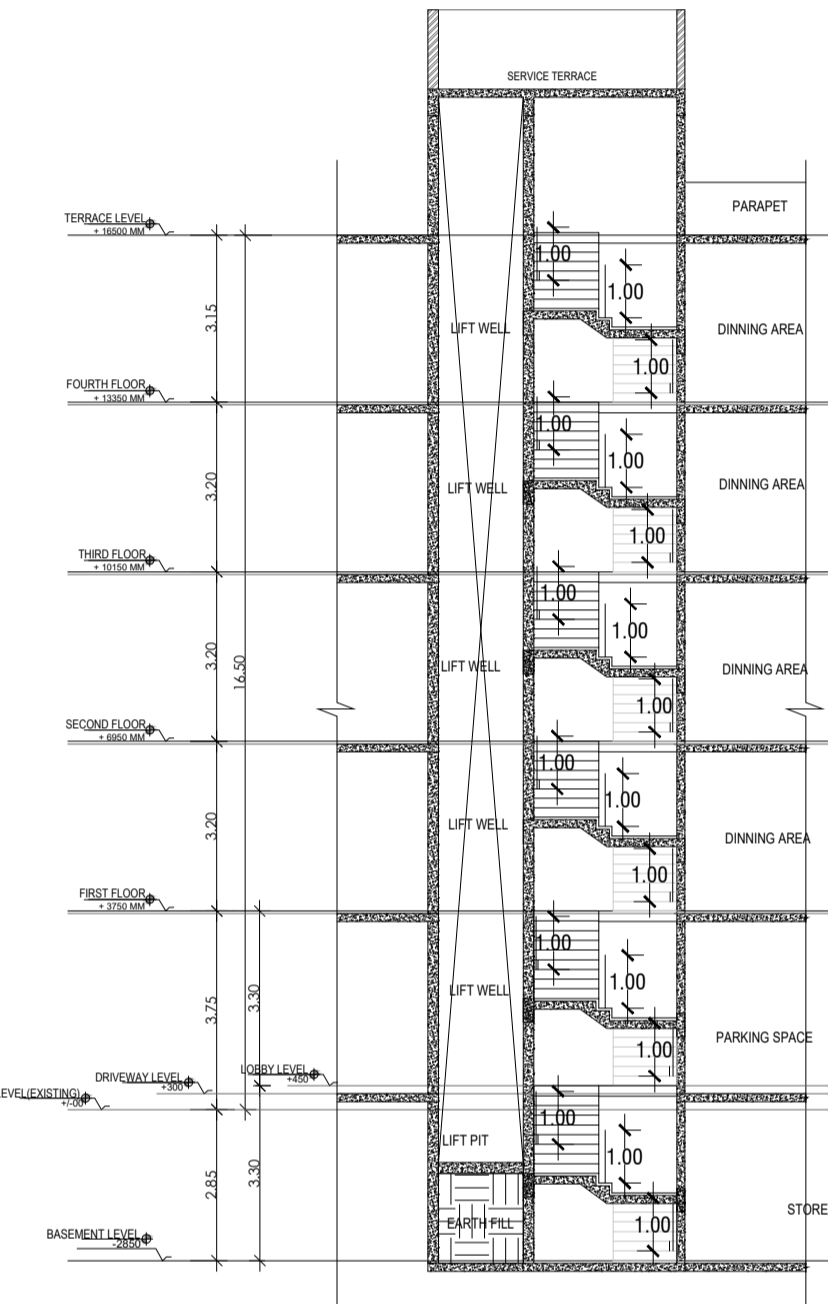 SERVICE TERRACE
PARAPET
TERRACE LEVEL
+ 16500 MM
1.00
1.00
3.15
LIFT WELL
DINNING AREA
1.00
FOURTH FLOOR
+ 13350 MM
1.00
1.00
3.20
LIFT WELL
DINNING AREA
1.00
THIRD FLOOR
+ 10150 MM
1.00
1.00
3.20
16.50
LIFT WELL
DINNING AREA
1.00
SECOND FLOOR
+ 6950 MM
1.00
1.00
3.20
LIFT WELL
DINNING AREA
1.00
FIRST FLOOR
+ 3750 MM
1.00
1.00
3.75
3.30
LIFT WELL
PARKING SPACE
1.00
LOBBY LEVEL
+450
DRIVEWAY LEVEL
+300
EVEL(EXISTING)
+/-00
1.00
LIFT PIT
1.00
2.85
3.30
STORE
EARTH FILL
1.00
BASEMENT LEVEL
-2850